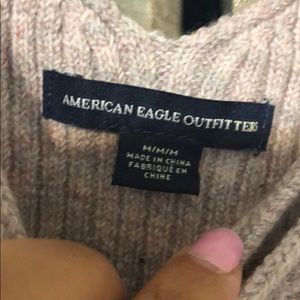 AMERICAN EAGLE OUTFITTERS
M/M/M
MADE IN CHINA
FABRIQUÉ EN
CHINE